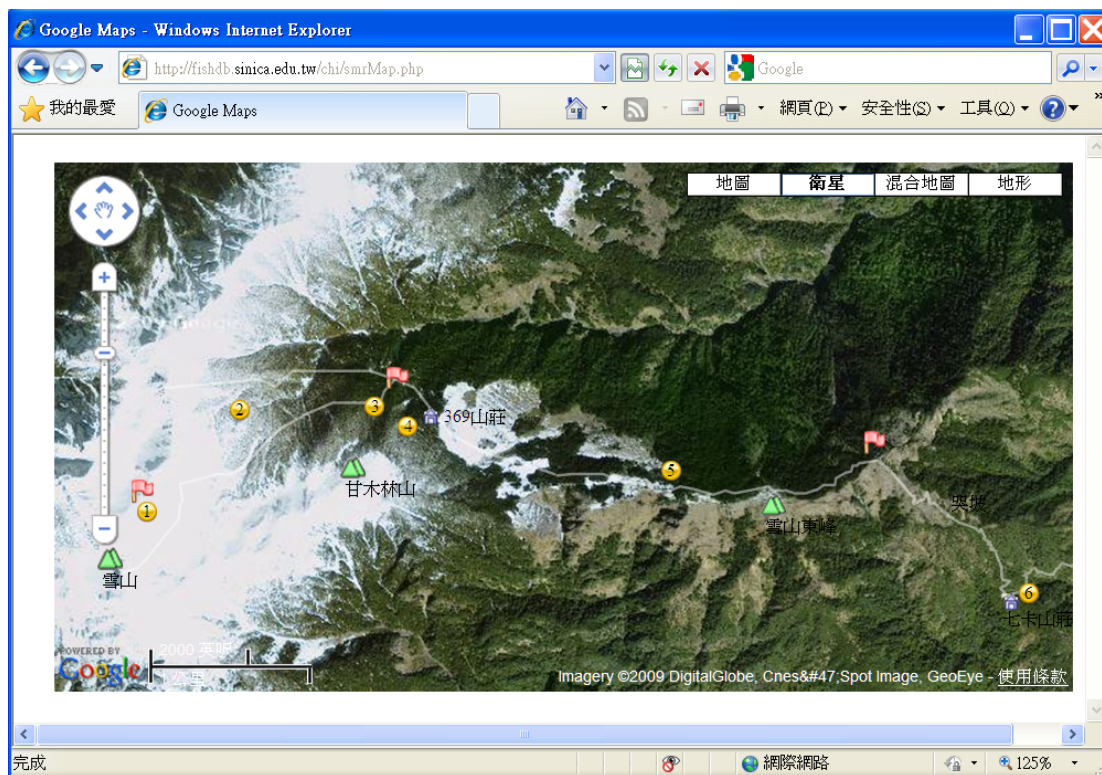 Google Maps - Windows Internet Explorer
http://fishdb.sinica.edu.tw/chi/smrMap.php
Google
我的最愛
Google Maps
網頁(P)
安全性(S)
工具(O)
»
地圖
衛星
混合地圖
地形
2
3
4
369山莊
甘木林山
5
1
雪山東峰
哭坡
雪山
6
七卡山莊
POWERED BY
Google
2000 英呎
1 公里
Imagery ©2009 DigitalGlobe, Cnes&#47;Spot Image, GeoEye - 使用條款
完成
網際網路
125%